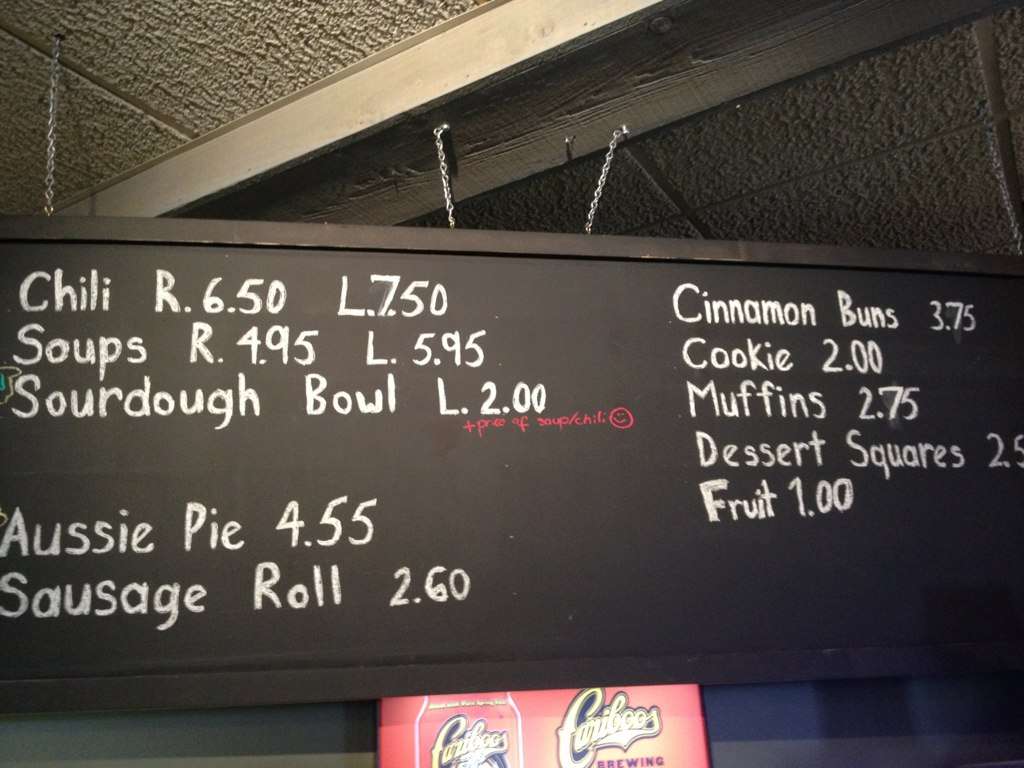 Chili R. 6.50 L. 7.50
Soups R. 4.95 L. 5.95
Sourdough Bowl L. 2.00
+ price of soup/chili
Aussie Pie 4.55
Sausage Roll 2.60
Cinnamon Buns 3.75
Cookie 2.00
Muffins 2.75
Dessert Squares 2.5
Fruit 1.00
Cariboo
Cariboo
BREWING